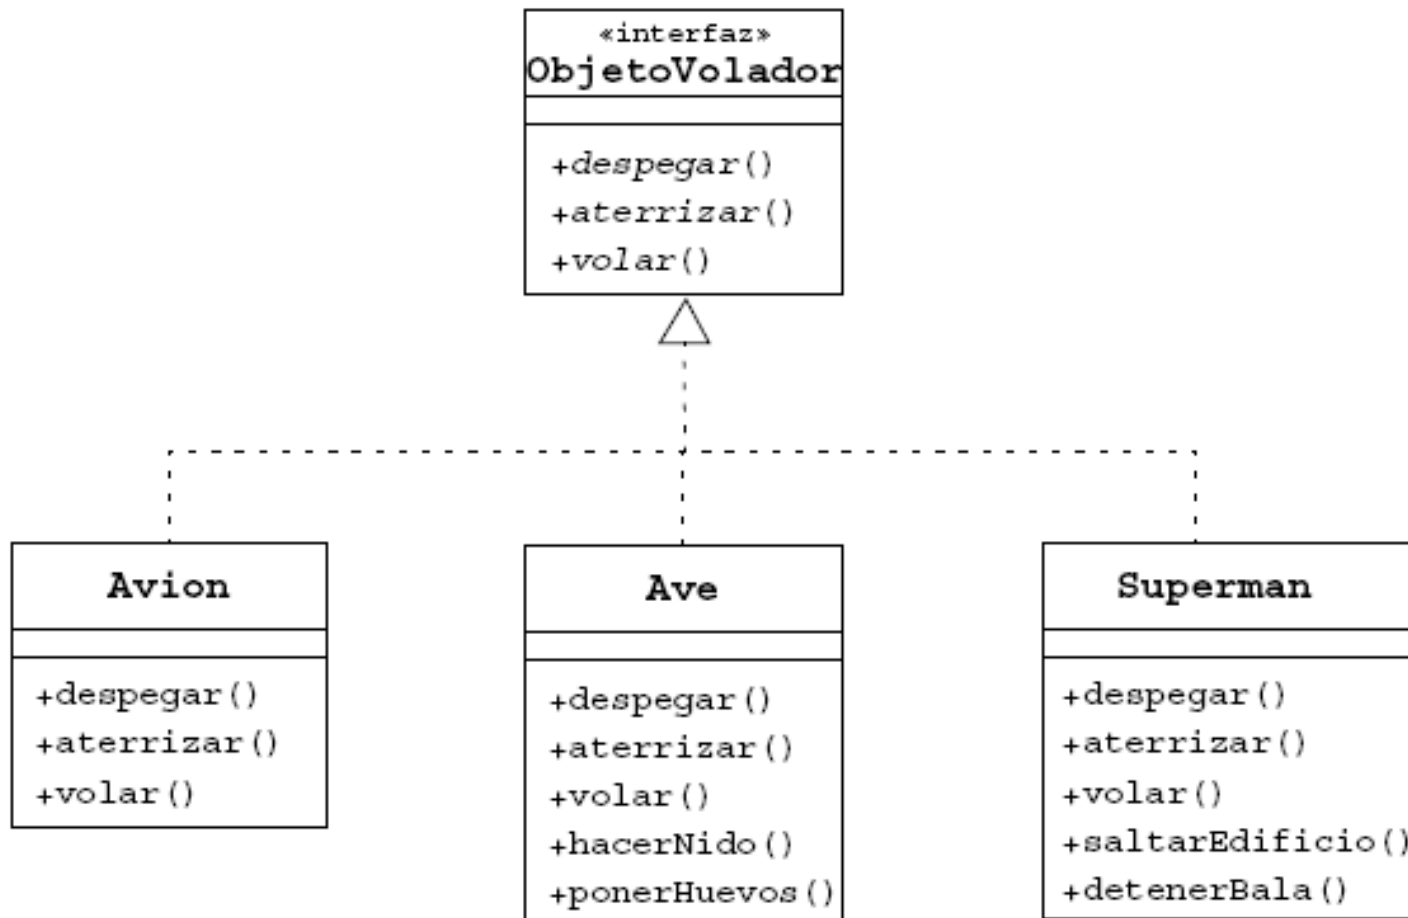 «interfaz»
ObjetoVolador
+despegar()
+aterrizar()
+volar()
Avion
+despegar()
+aterrizar()
+volar()
Ave
+despegar()
+aterrizar()
+volar()
+hacerNido()
+ponerHuevos()
Superman
+despegar()
+aterrizar()
+volar()
+saltarEdificio()
+detenerBala()